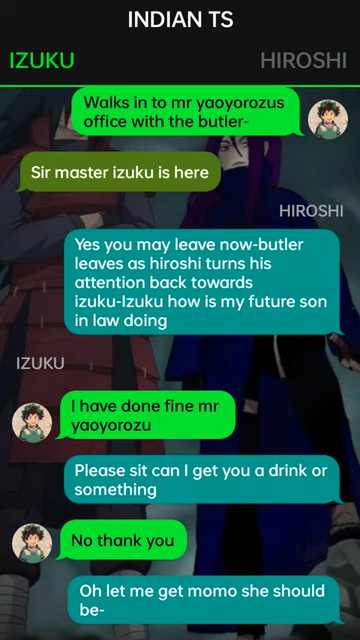 INDIAN TS
IZUKU
HIROSHI
Walks in to mr yaoyorozus
office with the butler-
Sir master izuku is here
HIROSHI
Yes you may leave now-butler
leaves as hiroshi turns his
attention back towards
izuku-Izuku how is my future son
in law doing
IZUKU
I have done fine mr
yaoyorozu
Please sit can I get you a drink or
something
No thank you
Oh let me get momo she should
be-